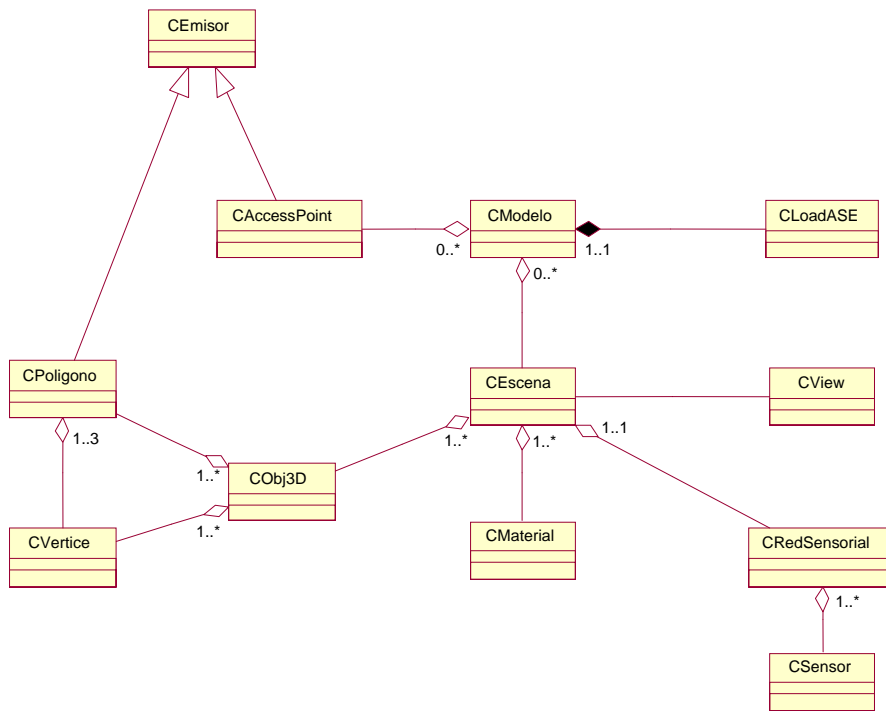 CEmisor
CAccessPoint
CModelo
CLoadASE
0..*
1..1
0..*
CPoligono
CEscena
CView
1..3
1..*
1..*
1..1
1..*
CObj3D
1..*
CVertice
CMaterial
CRedSensorial
1..*
CSensor